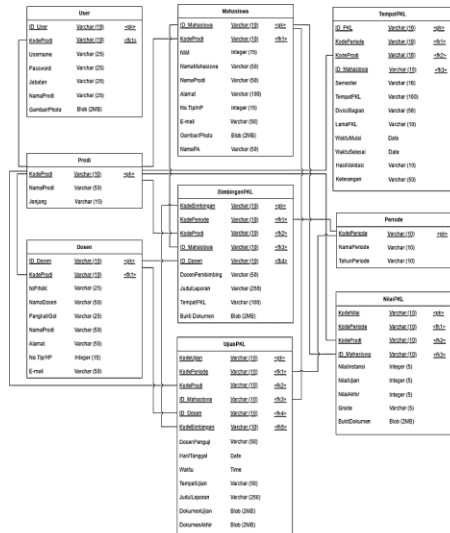 User
ID_User Varchar (10) <pk>
KodeProdi Varchar (10) <fk1>
Username Varchar (25)
Password Varchar (25)
Jabatan Varchar (25)
NamaProdi Varchar (25)
GambarPhoto Blob (2MB)
Prodi
KodeProdi Varchar (10) <pk>
NamaProdi Varchar (50)
Jenjang Varchar (15)
Dosen
ID_Dosen Varchar (10) <pk>
KodeProdi Varchar (10) <fk1>
NIP/NIK Varchar (25)
NamaDosen Varchar (50)
Pangkat/Gol Varchar (25)
NamaProdi Varchar (50)
Alamat Varchar (50)
No.Tlp/HP Integer (15)
E-mail Varchar (50)
Mahasiswa
ID_Mahasiswa Varchar (10) <pk>
KodeProdi Varchar (10) <fk1>
NIM Integer (15)
NamaMahasiswa Varchar (50)
NamaProdi Varchar (50)
Alamat Varchar (100)
No.Tlp/HP Integer (15)
E-mail Varchar (50)
GambarPhoto Blob (2MB)
NamaPA Varchar (50)
BimbinganPKL
KodeBimbingan Varchar (10) <pk>
KodePeriode Varchar (10) <fk1>
KodeProdi Varchar (10) <fk2>
ID_Mahasiswa Varchar (10) <fk3>
ID_Dosen Varchar (10) <fk4>
DosenPembimbing Varchar (50)
JudulLaporan Varchar (250)
TempatPKL Varchar (100)
Bukti Dokumen Blob (2MB)
UjianPKL
KodeUjian Varchar (10) <pk>
KodePeriode Varchar (10) <fk1>
KodeProdi Varchar (10) <fk2>
ID_Mahasiswa Varchar (10) <fk3>
ID_Dosen Varchar (10) <fk4>
KodeBimbingan Varchar (10) <fk5>
DosenPenguji Varchar (50)
Hari/Tanggal Date
Waktu Time
TempatUjian Varchar (50)
JudulLaporan Varchar (250)
DokumenUjian Blob (2MB)
DokumenAkhir Blob (2MB)
TempatPKL
ID_PKL Varchar (10) <pk>
KodePeriode Varchar (10) <fk1>
KodeProdi Varchar (10) <fk2>
ID_Mahasiswa Varchar (10) <fk3>
Semester Varchar (10)
TempatPKL Varchar (100)
Divisi/Bagian Varchar (50)
LamaPKL Varchar (10)
WaktuMulai Date
WaktuSelesai Date
HasilValidasi Varchar (10)
Keterangan Varchar (50)
Periode
KodePeriode Varchar (10) <pk>
NamaPeriode Varchar (10)
TahunPeriode Varchar (10)
NilaiPKL
KodeNilai Varchar (10) <pk>
KodePeriode Varchar (10) <fk1>
KodeProdi Varchar (10) <fk2>
ID_Mahasiswa Varchar (10) <fk3>
NilaiInstansi Integer (5)
NilaiUjian Integer (5)
NilaiAkhir Integer (5)
Grade Varchar (5)
BuktiDokumen Blob (2MB)